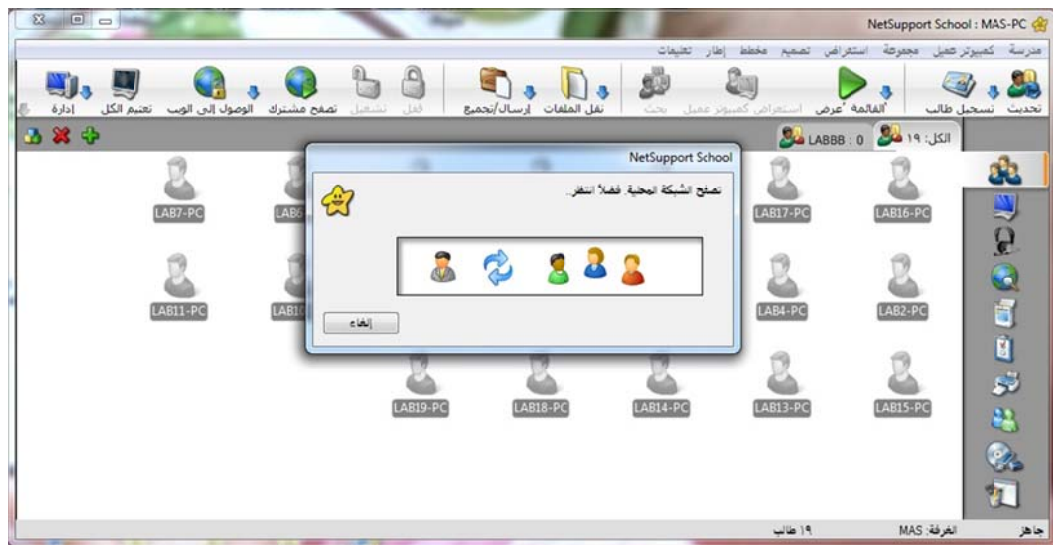 NetSupport School : MAS-PC
مدرسة كمبيوتر عميل مجموعة استعراض تصميم مخطط إطار تعليمات
تحديث تسجيل طالب القائمة "عرض" استعراض كمبيوتر عميل بحث نقل الملفات إرسال/تجميع قفل تشغيل تصفح مشترك الوصول إلى الويب تعتيم الكل إدارة
الكل: ١٩ LABBB : 0
NetSupport School
تصفح الشبكة المحلية. فضلاً انتظر..
إلغاء
LAB16-PC LAB17-PC LAB6 LAB7-PC
LAB2-PC LAB4-PC LAB10 LAB11-PC
LAB15-PC LAB13-PC LAB14-PC LAB18-PC LAB19-PC
جاهز الغرفة: MAS ١٩ طالب